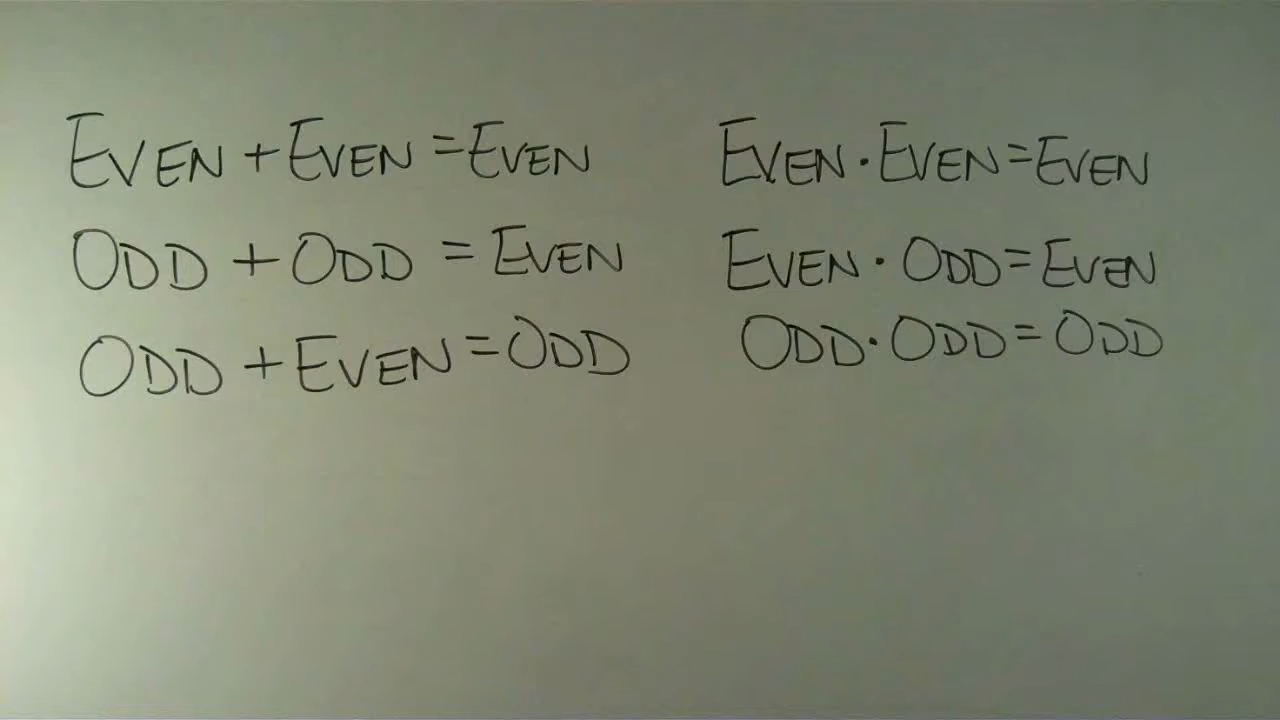 EVEN + EVEN = EVEN
ODD + ODD = EVEN
ODD + EVEN = ODD
EVEN · EVEN = EVEN
EVEN · ODD = EVEN
ODD · ODD = ODD